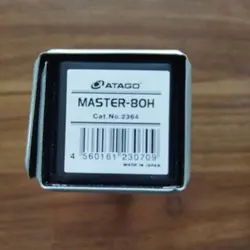 ATAGO®
MASTER-80H
Cat.No.2364
4 560161 230709
MADE IN JAPAN